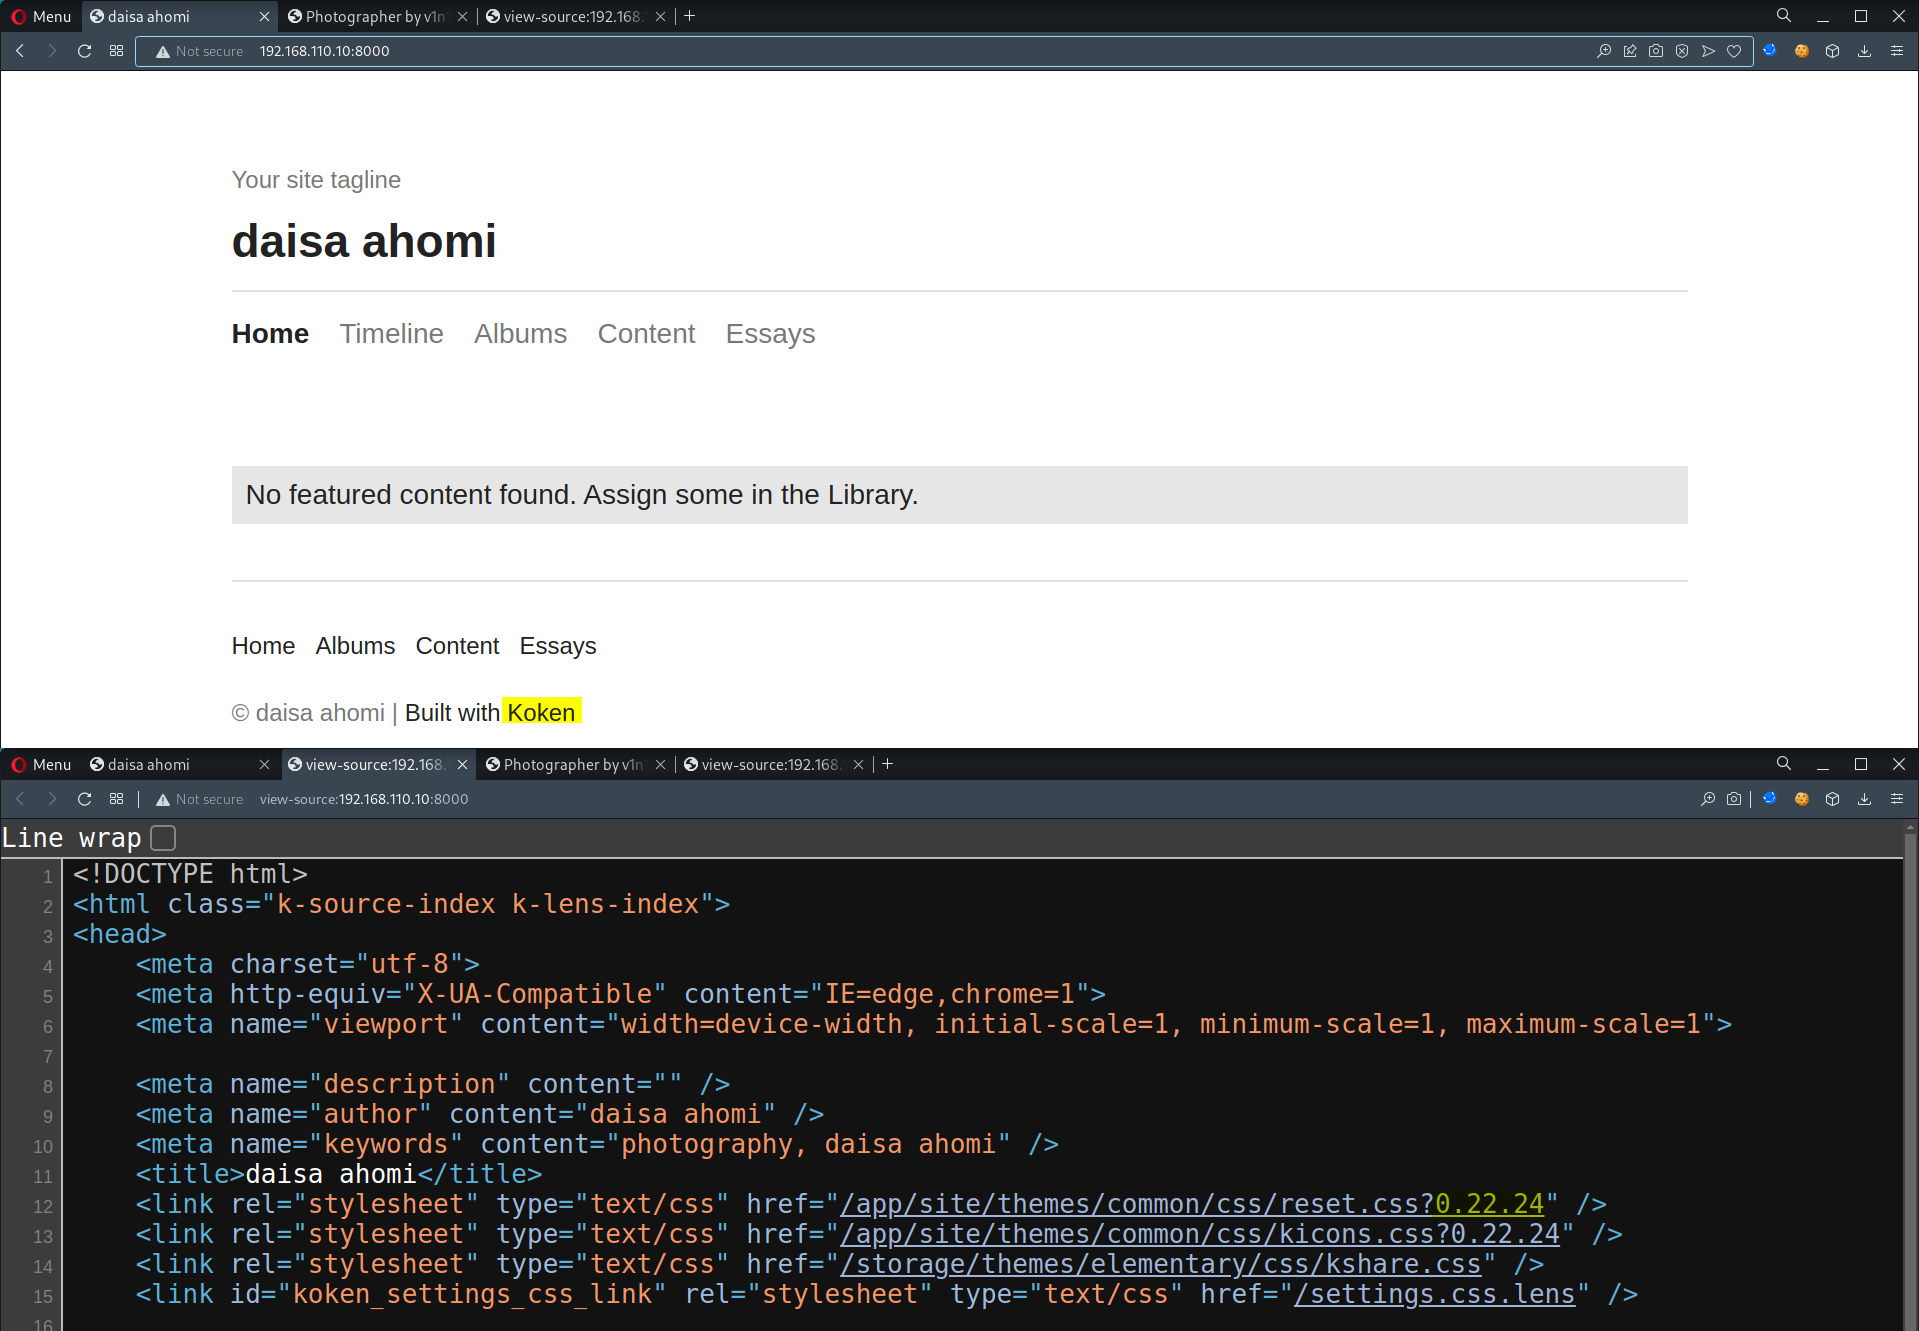 Menu daisa ahomi Photographer by v1n view-source:192.168.
Not secure 192.168.110.10:8000
Your site tagline
daisa ahomi
Home Timeline Albums Content Essays
No featured content found. Assign some in the Library.
Home Albums Content Essays
© daisa ahomi | Built with Koken
Menu daisa ahomi view-source:192.168. Photographer by v1n view-source:192.168.
Not secure view-source:192.168.110.10:8000
Line wrap
1 <!DOCTYPE html>
2 <html class="k-source-index k-lens-index">
3 <head>
4 <meta charset="utf-8">
5 <meta http-equiv="X-UA-Compatible" content="IE=edge,chrome=1">
6 <meta name="viewport" content="width=device-width, initial-scale=1, minimum-scale=1, maximum-scale=1">
7
8 <meta name="description" content="" />
9 <meta name="author" content="daisa ahomi" />
10 <meta name="keywords" content="photography, daisa ahomi" />
11 <title>daisa ahomi</title>
12 <link rel="stylesheet" type="text/css" href="/app/site/themes/common/css/reset.css?0.22.24" />
13 <link rel="stylesheet" type="text/css" href="/app/site/themes/common/css/kicons.css?0.22.24" />
14 <link rel="stylesheet" type="text/css" href="/storage/themes/elementary/css/kshare.css" />
15 <link id="koken_settings_css_link" rel="stylesheet" type="text/css" href="/settings.css.lens" />
16